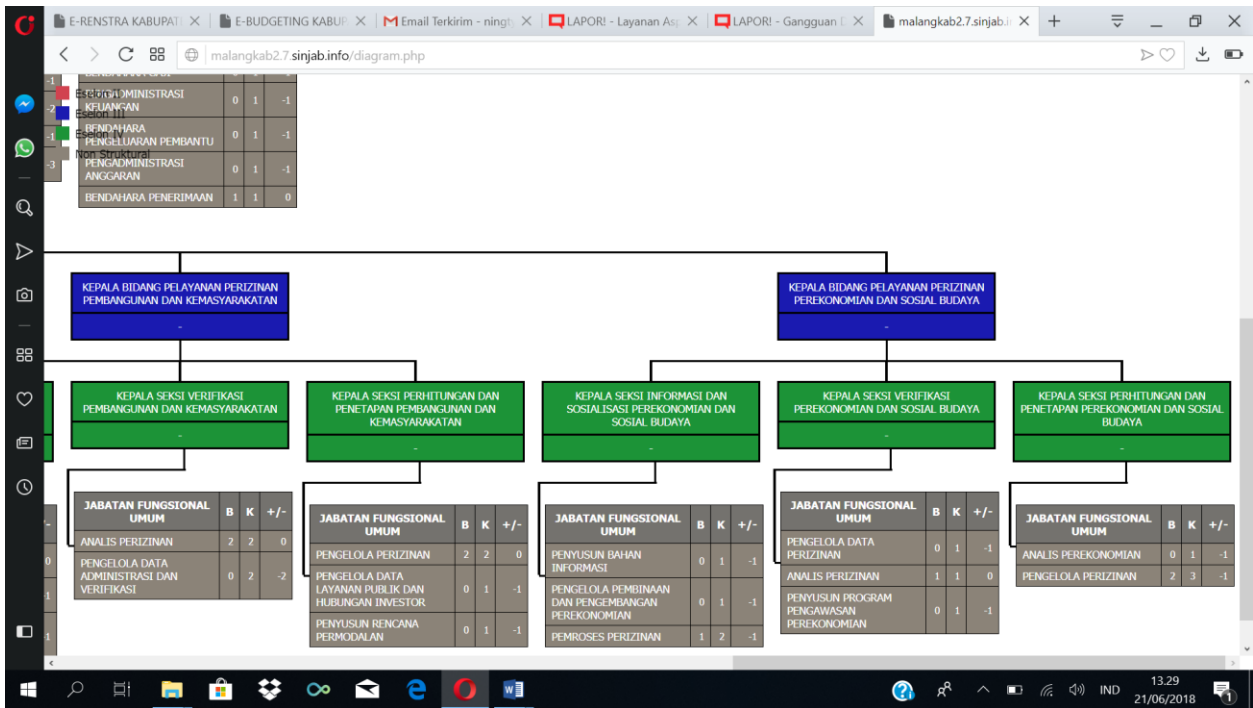 E-RENSTRA KABUPATI
E-BUDGETING KABUP
Email Terkirim - ningt
LAPOR! - Layanan Asp
LAPOR! - Gangguan
malangkab2.7.sinjab.i
malangkab2.7.sinjab.info/diagram.php
-1
-2
-1
-3
Eselon II
Eselon III
Eselon IV
Non Struktural
PENGADMINISTRASI
KEUANGAN 0 1 -1
BENDAHARA
PENGELUARAN PEMBANTU 0 1 -1
PENGADMINISTRASI
ANGGARAN 0 1 -1
BENDAHARA PENERIMAAN 1 1 0
KEPALA BIDANG PELAYANAN PERIZINAN
PEMBANGUNAN DAN KEMASYARAKATAN
-
KEPALA BIDANG PELAYANAN PERIZINAN
PEREKONOMIAN DAN SOSIAL BUDAYA
-
KEPALA SEKSI VERIFIKASI
PEMBANGUNAN DAN KEMASYARAKATAN
-
KEPALA SEKSI PERHITUNGAN DAN
PENETAPAN PEMBANGUNAN DAN
KEMASYARAKATAN
-
KEPALA SEKSI INFORMASI DAN
SOSIALISASI PEREKONOMIAN DAN
SOSIAL BUDAYA
-
KEPALA SEKSI VERIFIKASI
PEREKONOMIAN DAN SOSIAL BUDAYA
-
KEPALA SEKSI PERHITUNGAN DAN
PENETAPAN PEREKONOMIAN DAN SOSIAL
BUDAYA
-
/-
0
-1
-1
JABATAN FUNGSIONAL
UMUM B K +/-
ANALIS PERIZINAN 2 2 0
PENGELOLA DATA
ADMINISTRASI DAN
VERIFIKASI 0 2 -2
JABATAN FUNGSIONAL
UMUM B K +/-
PENGELOLA PERIZINAN 2 2 0
PENGELOLA DATA
LAYANAN PUBLIK DAN
HUBUNGAN INVESTOR 0 1 -1
PENYUSUN RENCANA
PERMODALAN 0 1 -1
JABATAN FUNGSIONAL
UMUM B K +/-
PENYUSUN BAHAN
INFORMASI 0 1 -1
PENGELOLA PEMBINAAN
DAN PENGEMBANGAN
PEREKONOMIAN 0 1 -1
PEMROSES PERIZINAN 1 2 -1
JABATAN FUNGSIONAL
UMUM B K +/-
PENGELOLA DATA
PERIZINAN 0 1 -1
ANALIS PERIZINAN 1 1 0
PENYUSUN PROGRAM
PENGAWASAN
PEREKONOMIAN 0 1 -1
JABATAN FUNGSIONAL
UMUM B K +/-
ANALIS PEREKONOMIAN 0 1 -1
PENGELOLA PERIZINAN 2 3 -1
IND
13.29
21/06/2018
1